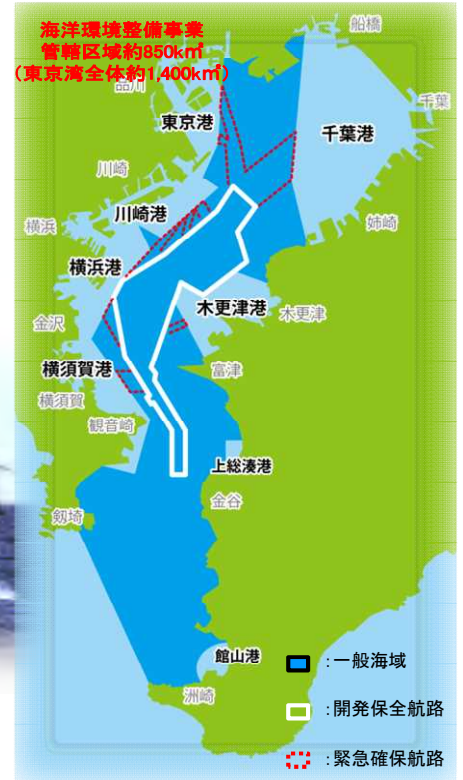 海洋環境整備事業
管轄区域約850k㎡
（東京湾全体約1,400k㎡）
船橋
品川
千葉
東京港
千葉港
川崎
川崎港
横浜
姉崎
横浜港
木更津港
木更津
金沢
横須賀港
富津
横須賀
観音崎
上総湊港
金谷
剱埼
館山港
洲崎
：一般海域
：開発保全航路
：緊急確保航路